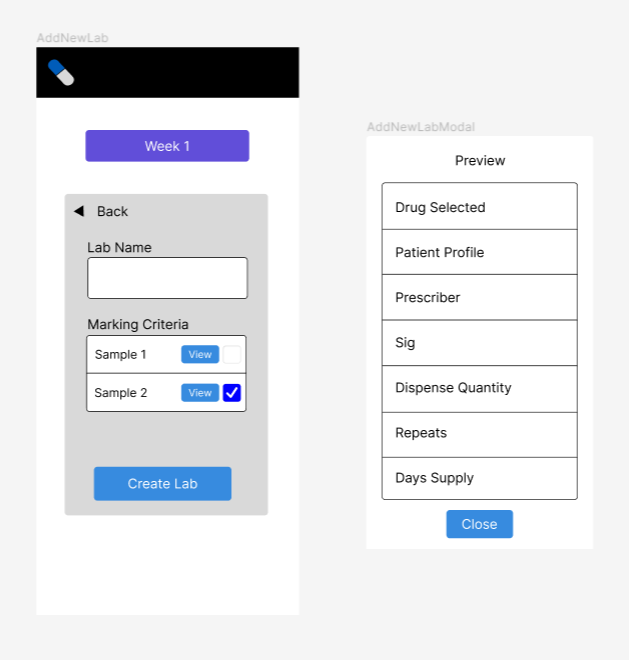 AddNewLab
Week 1
Back
Lab Name
Marking Criteria
Sample 1 View
Sample 2 View
Create Lab
AddNewLabModal
Preview
Drug Selected
Patient Profile
Prescriber
Sig
Dispense Quantity
Repeats
Days Supply
Close